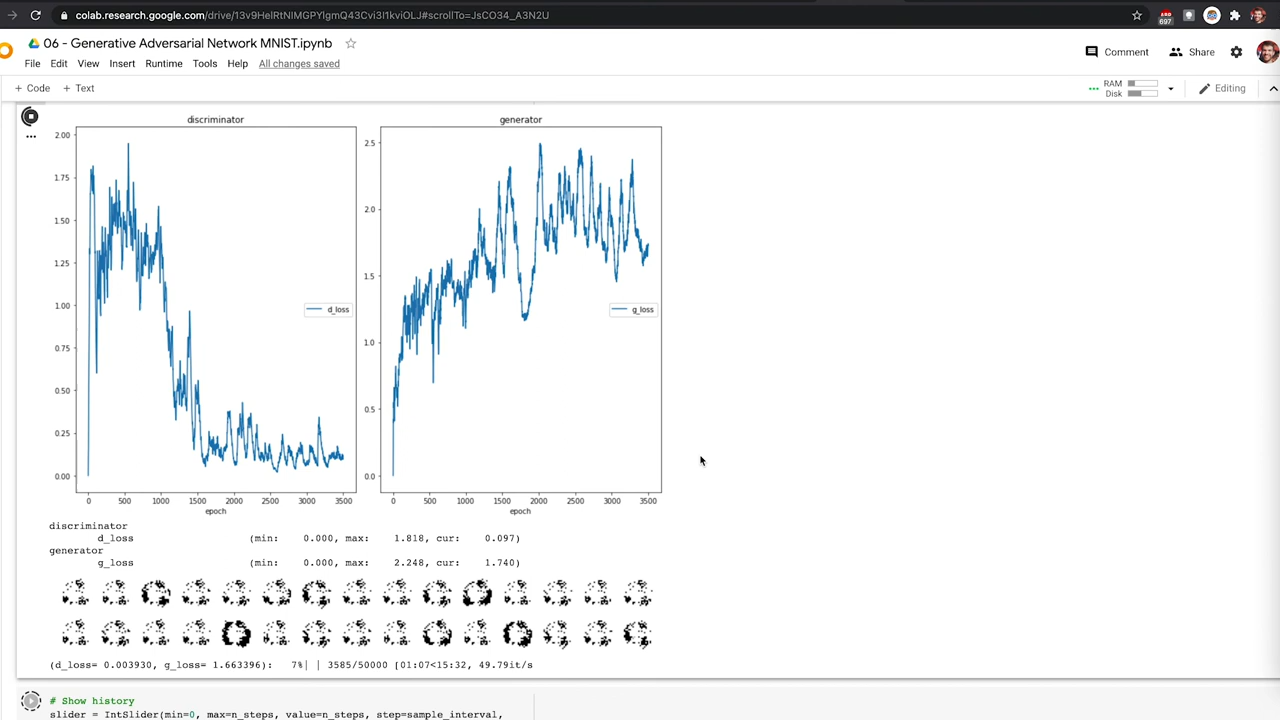 colab.research.google.com/drive/13v9HelRtNIMGPYlgmQ43Cvi3I1kviOLJ#scrollTo=JsCO34_A3N2U
697
06 - Generative Adversarial Network MNIST.ipynb
File Edit View Insert Runtime Tools Help All changes saved
Comment Share
+ Code + Text
RAM
Disk
Editing
discriminator
generator
2.00
1.75
1.50
1.25
1.00
0.75
0.50
0.25
0.00
d_loss
0 500 1000 1500 2000 2500 3000 3500
epoch
2.5
2.0
1.5
1.0
0.5
0.0
g_loss
0 500 1000 1500 2000 2500 3000 3500
epoch
discriminator
d_loss (min: 0.000, max: 1.818, cur: 0.097)
generator
g_loss (min: 0.000, max: 2.248, cur: 1.740)
(d_loss= 0.003930, g_loss= 1.663396): 7%| | 3585/50000 [01:07<15:32, 49.79it/s
# Show history
slider = IntSlider(min=0, max=n_steps, value=n_steps, step=sample_interval,